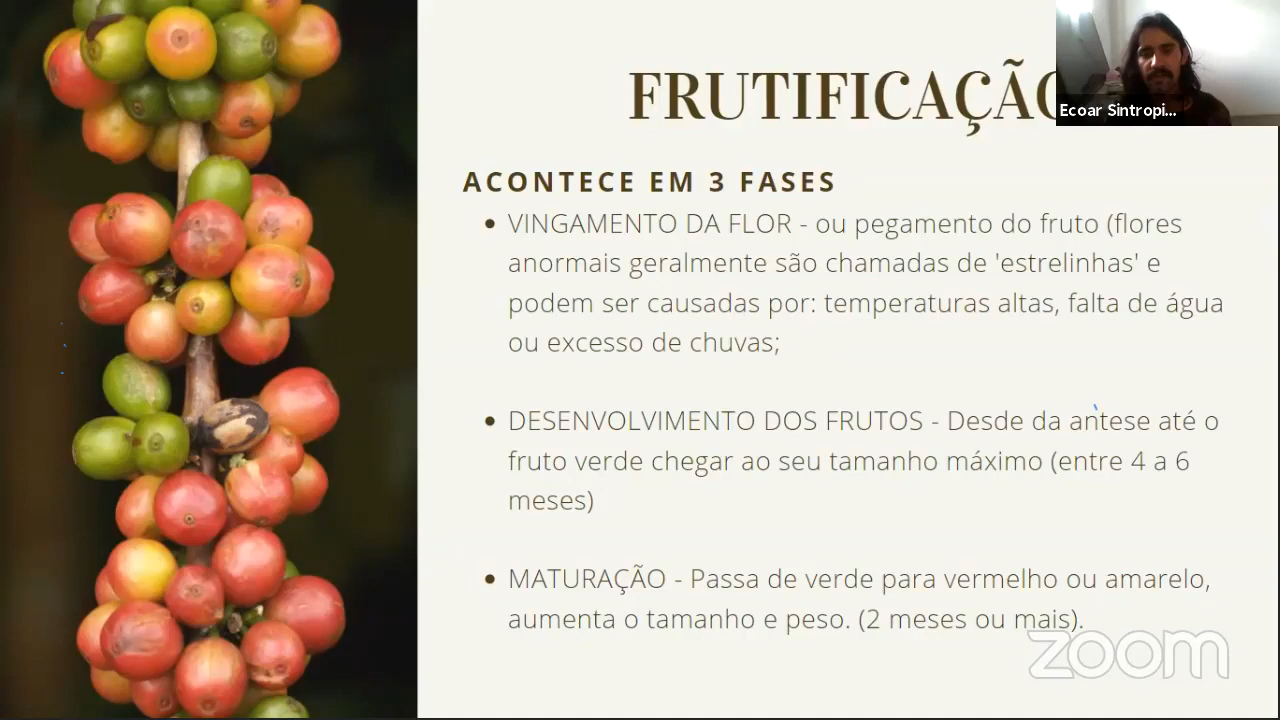 FRUTIFICAÇÃO
Ecoar Sintropi...
ACONTECE EM 3 FASES
• VINGAMENTO DA FLOR - ou pegamento do fruto (flores
anormais geralmente são chamadas de 'estrelinhas' e
podem ser causadas por: temperaturas altas, falta de água
ou excesso de chuvas;
• DESENVOLVIMENTO DOS FRUTOS - Desde da antese até o
fruto verde chegar ao seu tamanho máximo (entre 4 a 6
meses)
• MATURAÇÃO - Passa de verde para vermelho ou amarelo,
aumenta o tamanho e peso. (2 meses ou mais).
zoom